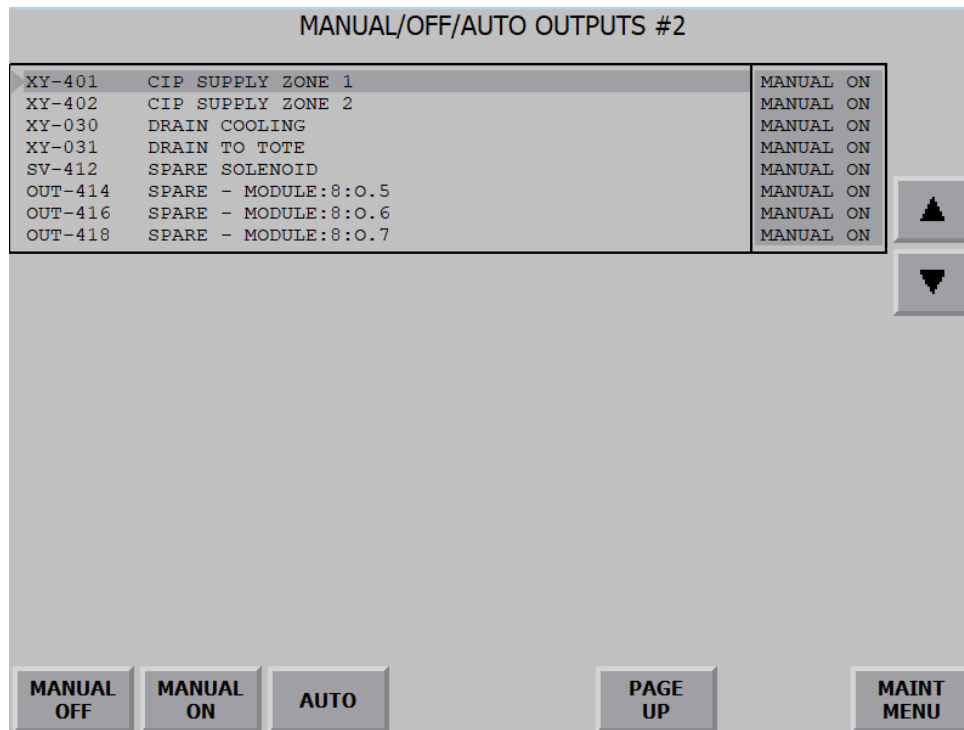 MANUAL/OFF/AUTO OUTPUTS #2
XY-401 CIP SUPPLY ZONE 1 MANUAL ON
XY-402 CIP SUPPLY ZONE 2 MANUAL ON
XY-030 DRAIN COOLING MANUAL ON
XY-031 DRAIN TO TOTE MANUAL ON
SV-412 SPARE SOLENOID MANUAL ON
OUT-414 SPARE - MODULE:8:O.5 MANUAL ON
OUT-416 SPARE - MODULE:8:O.6 MANUAL ON
OUT-418 SPARE - MODULE:8:O.7 MANUAL ON
MANUAL OFF
MANUAL ON
AUTO
PAGE UP
MAINT MENU